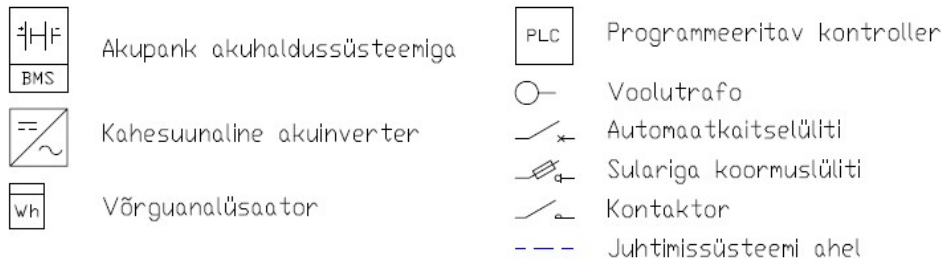 BMS
Akupank akuhaldussüsteemiga
Kahesuunaline akuinverter
Wh
Võrguanalüsaator
PLC
Programmeeritav kontroller
Voolutrafo
Automaatkaitselüliti
Sulariga koormuslüliti
Kontaktor
Juhtimissüsteemi ahel